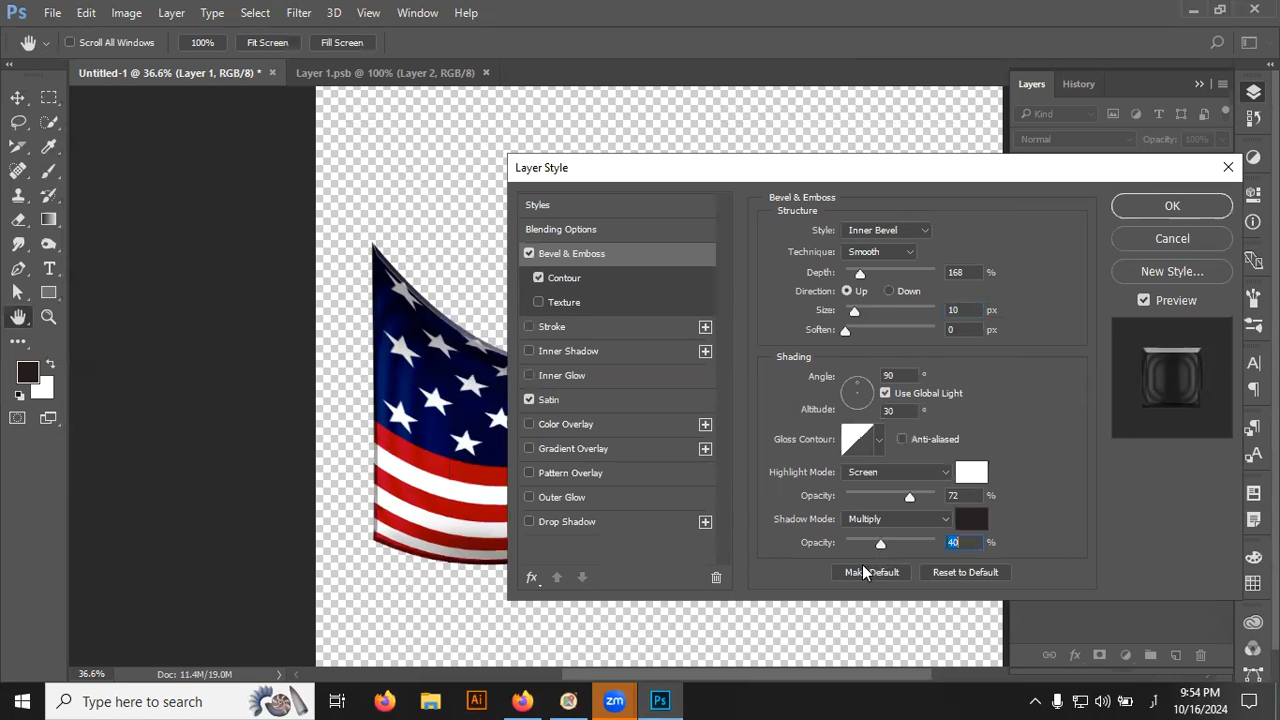 Ps File Edit Image Layer Type Select Filter 3D View Window Help
Scroll All Windows 100% Fit Screen Fill Screen
Untitled-1 @ 36.6% (Layer 1, RGB/8) * × Layer 1.psb @ 100% (Layer 2, RGB/8) ×
Layers History
Kind
Normal Opacity: 100%
Layer Style
Styles
Blending Options
Bevel & Emboss
Contour
Texture
Stroke
Inner Shadow
Inner Glow
Satin
Color Overlay
Gradient Overlay
Pattern Overlay
Outer Glow
Drop Shadow
fx
Bevel & Emboss
Structure
Style: Inner Bevel
Technique: Smooth
Depth: 168 %
Direction: Up Down
Size: 10 px
Soften: 0 px
Shading
Angle: 90 °
Use Global Light
Altitude: 30 °
Gloss Contour: Anti-aliased
Highlight Mode: Screen
Opacity: 72 %
Shadow Mode: Multiply
Opacity: 40 %
Make Default Reset to Default
OK
Cancel
New Style...
Preview
fx
36.6% Doc: 11.4M/19.0M
Type here to search
Ai zm Ps
9:54 PM
10/16/2024